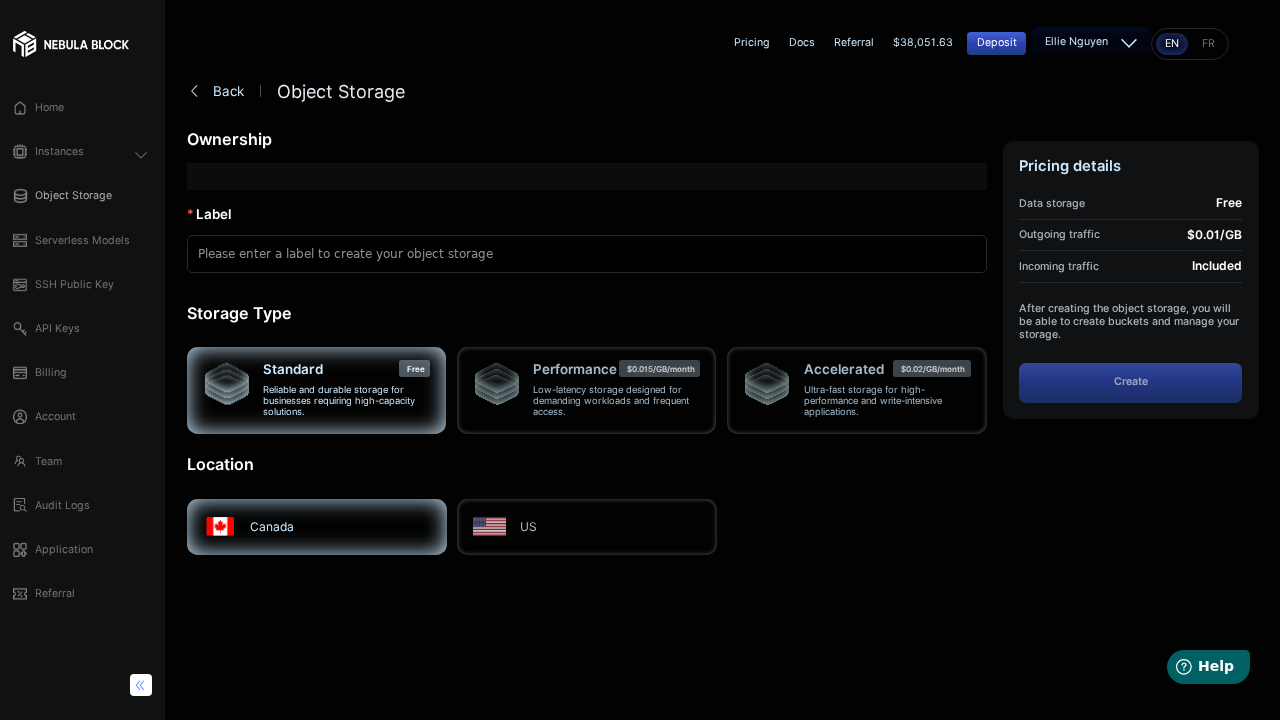 NEBULA BLOCK
Pricing
Docs
Referral
$38,051.63
Deposit
Ellie Nguyen
EN
FR
Home
Instances
Object Storage
Serverless Models
SSH Public Key
API Keys
Billing
Account
Team
Audit Logs
Application
Referral
Back
Object Storage
Ownership
* Label
Please enter a label to create your object storage
Storage Type
Standard
Free
Reliable and durable storage for
businesses requiring high-capacity
solutions.
Performance
$0.015/GB/month
Low-latency storage designed for
demanding workloads and frequent
access.
Accelerated
$0.02/GB/month
Ultra-fast storage for high-
performance and write-intensive
applications.
Location
Canada
US
Pricing details
Data storage Free
Outgoing traffic $0.01/GB
Incoming traffic Included
After creating the object storage, you will
be able to create buckets and manage your
storage.
Create
Help